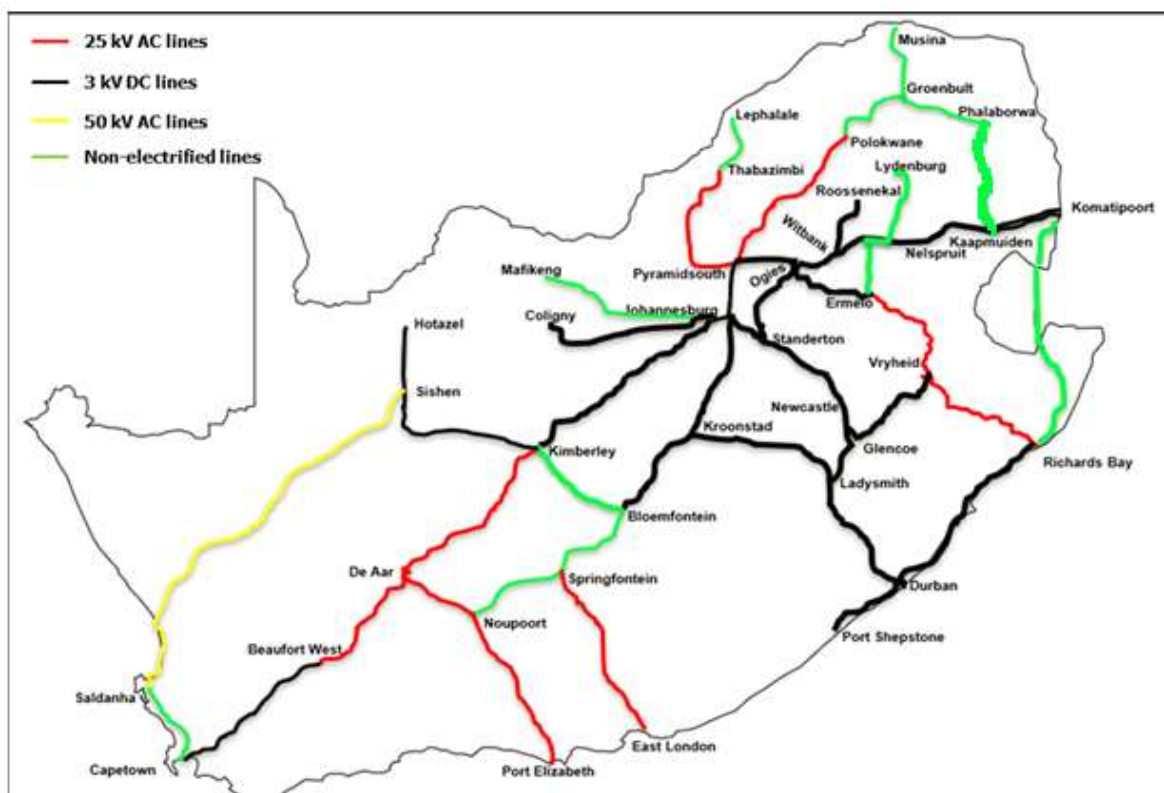 25 kV AC lines
3 kV DC lines
50 kV AC lines
Non-electrified lines
Musina
Groenbult
Phalaborwa
Lephalale
Polokwane
Thabazimbi
Lydenburg
Roossenekal
Komatipoort
Witbank
Kaapmuiden
Nelspruit
Pyramidsouth
Ogies
Mafikeng
Ermelo
Johannesburg
Coligny
Hotazel
Standerton
Vryheid
Sishen
Newcastle
Kroonstad
Glencoe
Kimberley
Richards Bay
Ladysmith
Bloemfontein
De Aar
Springfontein
Durban
Noupoort
Port Shepstone
Beaufort West
Saldanha
East London
Capetown
Port Elizabeth